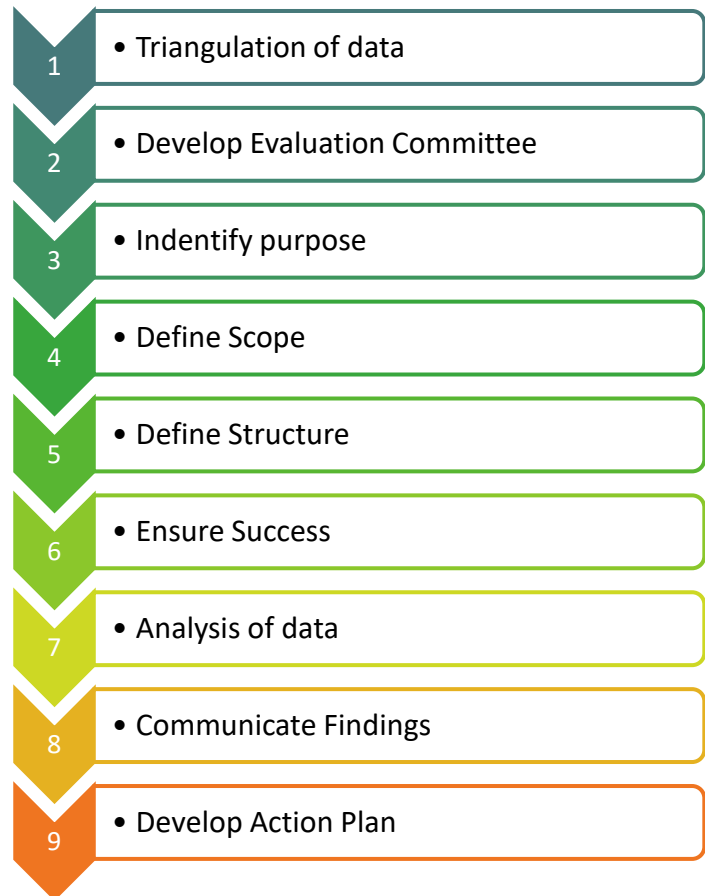 1 • Triangulation of data
2 • Develop Evaluation Committee
3 • Indentify purpose
4 • Define Scope
5 • Define Structure
6 • Ensure Success
7 • Analysis of data
8 • Communicate Findings
9 • Develop Action Plan